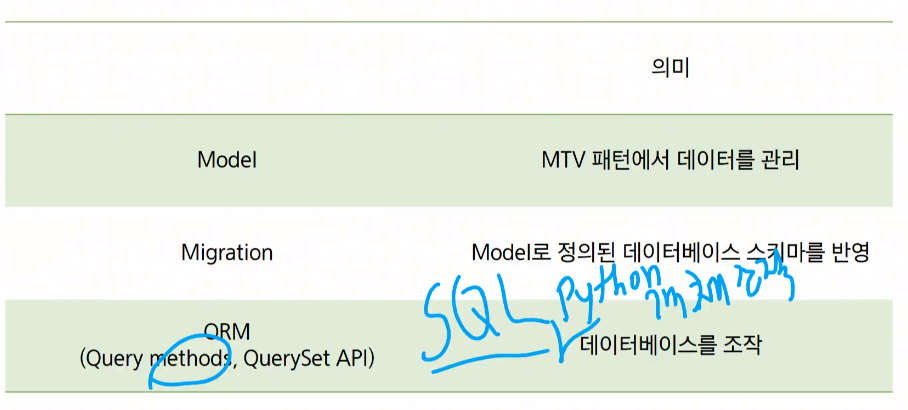 의미
Model MTV 패턴에서 데이터를 관리
Migration Model로 정의된 데이터베이스 스키마를 반영
SQL Python 객체 조작
ORM
(Query methods, QuerySet API) 데이터베이스를 조작